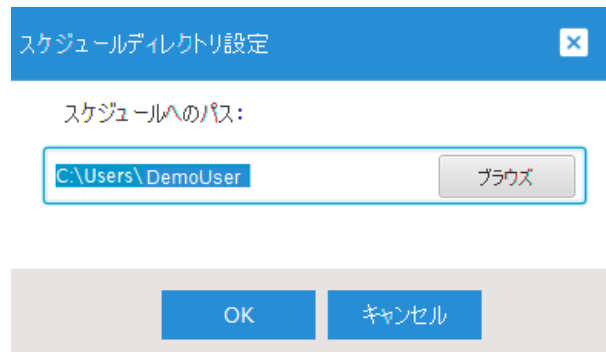 スケジュールディレクトリ設定
スケジュールへのパス:
C:\Users\DemoUser ブラウズ
OK キャンセル